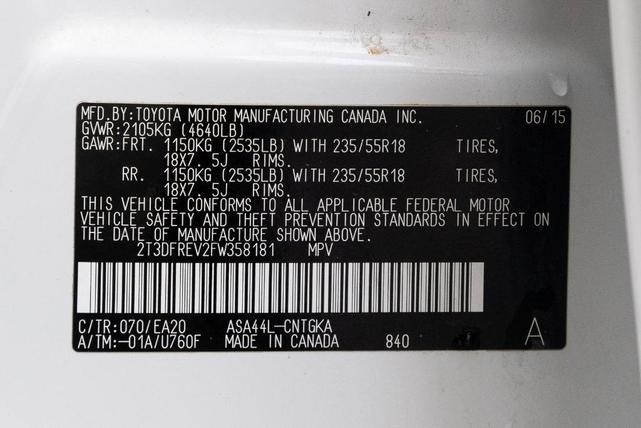 MFD.BY:TOYOTA MOTOR MANUFACTURING CANADA INC. 06/15
GVWR:2105KG (4640LB)
GAWR:FRT. 1150KG (2535LB) WITH 235/55R18 TIRES,
18X7.5J RIMS.
RR. 1150KG (2535LB) WITH 235/55R18 TIRES,
18X7.5J RIMS.
THIS VEHICLE CONFORMS TO ALL APPLICABLE FEDERAL MOTOR
VEHICLE SAFETY AND THEFT PREVENTION STANDARDS IN EFFECT ON
THE DATE OF MANUFACTURE SHOWN ABOVE.
2T3DFREV2FW358181 MPV
C/TR:070/EA20 ASA44L-CNTGKA
A/TM:-01A/U760F MADE IN CANADA 840 A